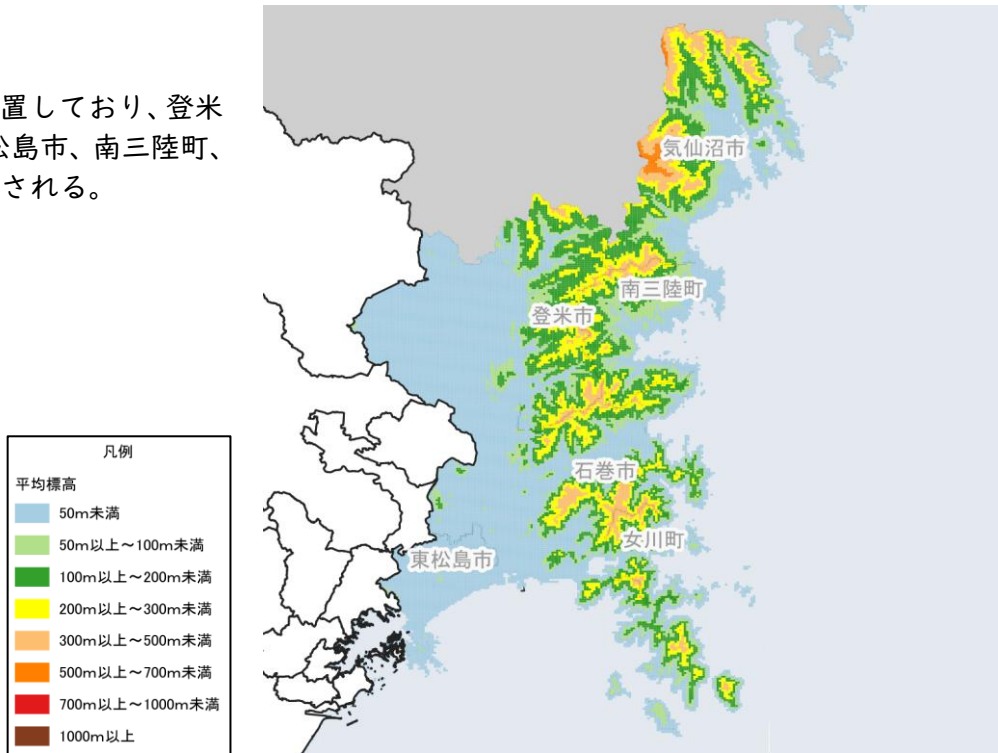 置しており、登米
松島市、南三陸町、
される。
気仙沼市
南三陸町
登米市
石巻市
女川町
東松島市
凡例
平均標高
50m未満
50m以上～100m未満
100m以上～200m未満
200m以上～300m未満
300m以上～500m未満
500m以上～700m未満
700m以上～1000m未満
1000m以上